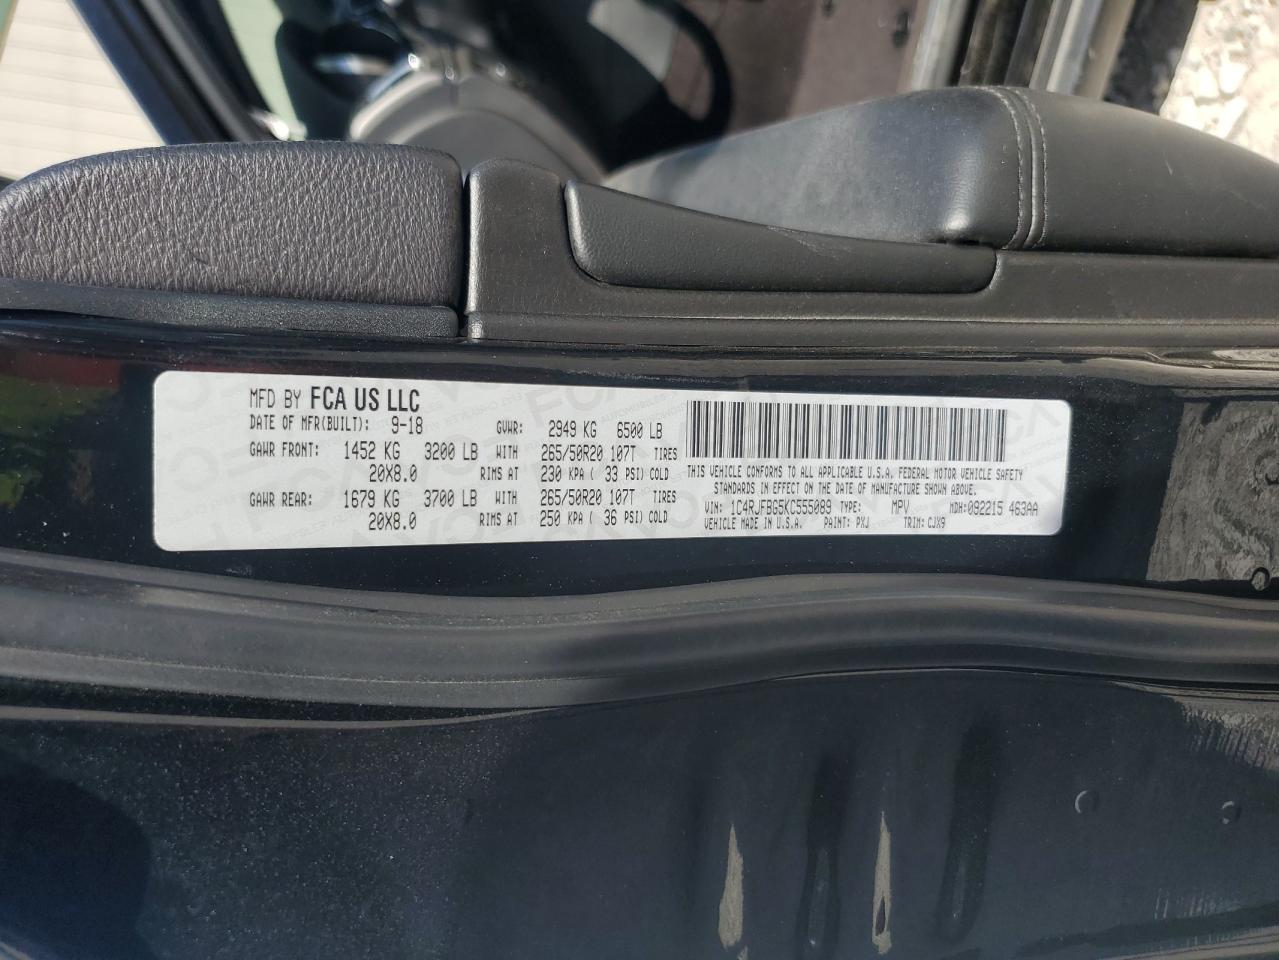 MFD BY FCA US LLC
DATE OF MFR(BUILT): 9-18 GVWR: 2949 KG 6500 LB
GAWR FRONT: 1452 KG 3200 LB WITH 265/50R20 107T TIRES
20X8.0 RIMS AT 230 KPA ( 33 PSI) COLD
GAWR REAR: 1679 KG 3700 LB WITH 265/50R20 107T TIRES
20X8.0 RIMS AT 250 KPA ( 36 PSI) COLD
THIS VEHICLE CONFORMS TO ALL APPLICABLE U.S.A. FEDERAL MOTOR VEHICLE SAFETY
STANDARDS IN EFFECT ON THE DATE OF MANUFACTURE SHOWN ABOVE.
VIN: 1C4RJFBG5KC555089 TYPE: MPV MDH:092215 463AA
VEHICLE MADE IN U.S.A. PAINT: PXJ TRIM: CJX9